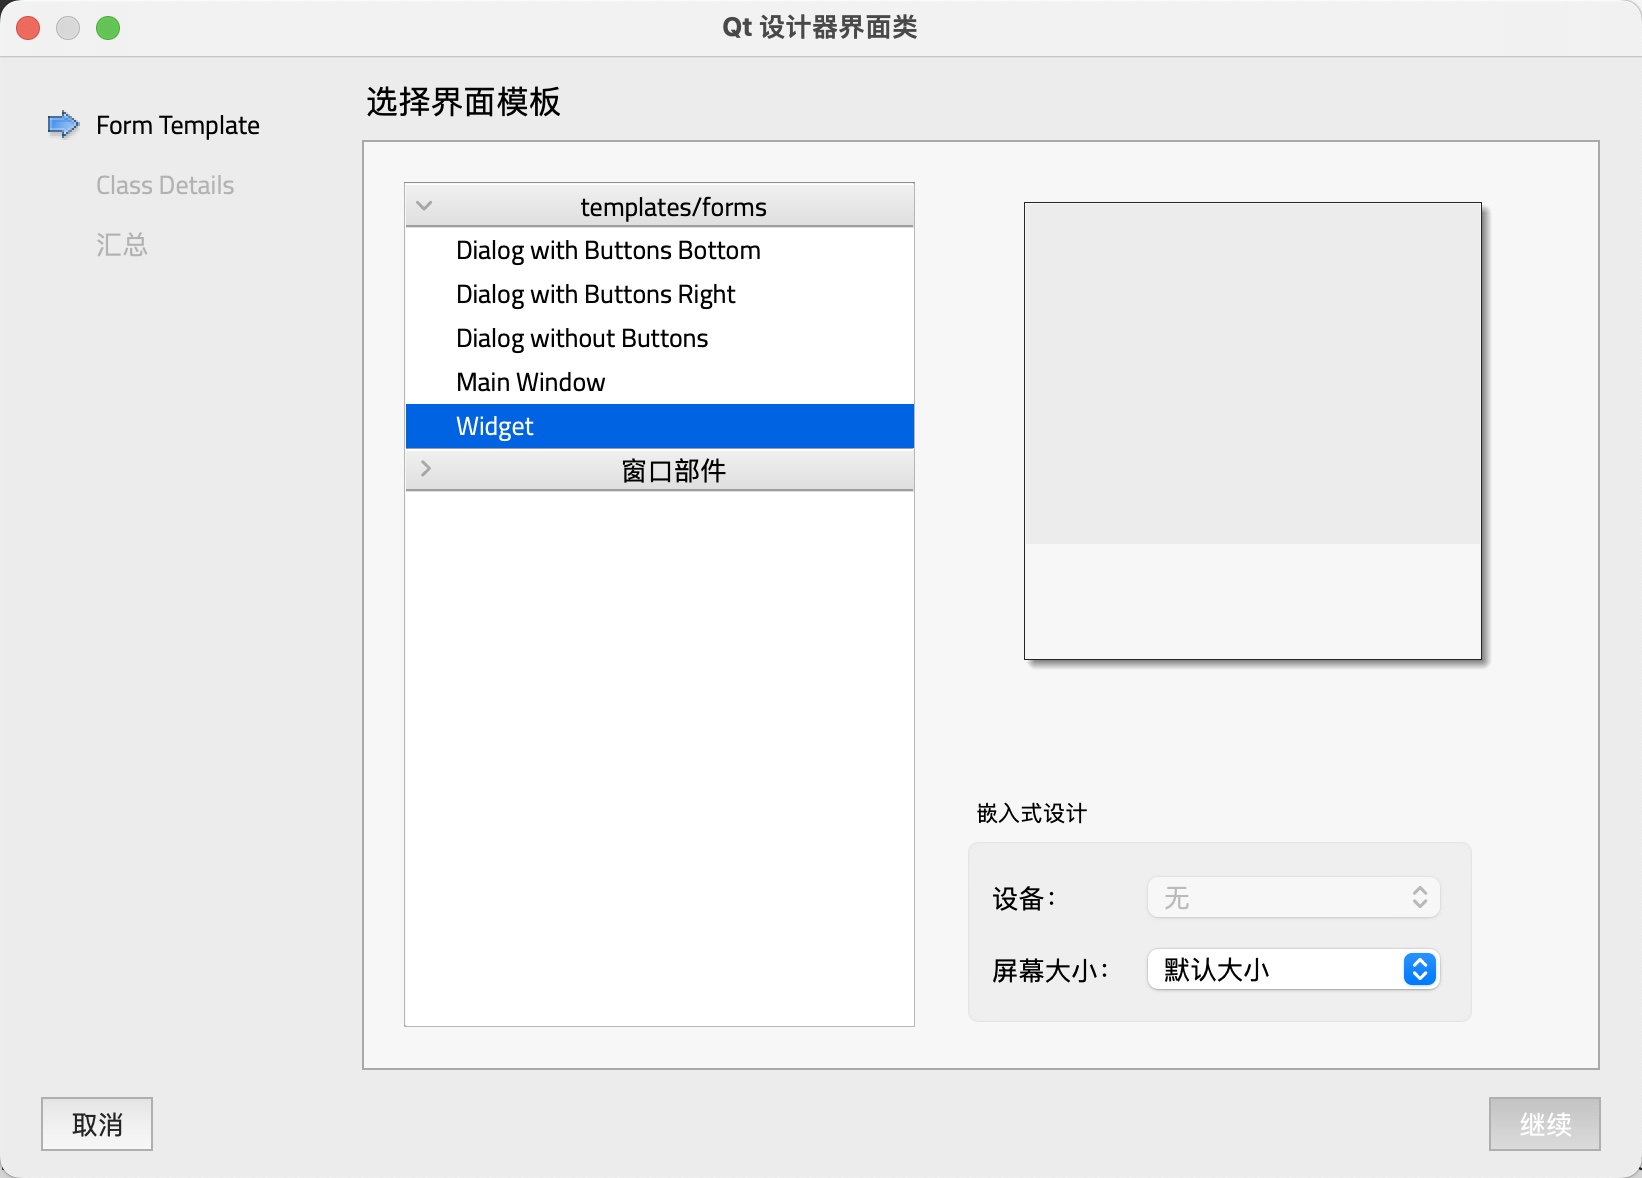 Qt 设计器界面类
Form Template
Class Details
汇总
选择界面模板
templates/forms
Dialog with Buttons Bottom
Dialog with Buttons Right
Dialog without Buttons
Main Window
Widget
窗口部件
嵌入式设计
设备：
无
屏幕大小：
默认大小
取消
继续